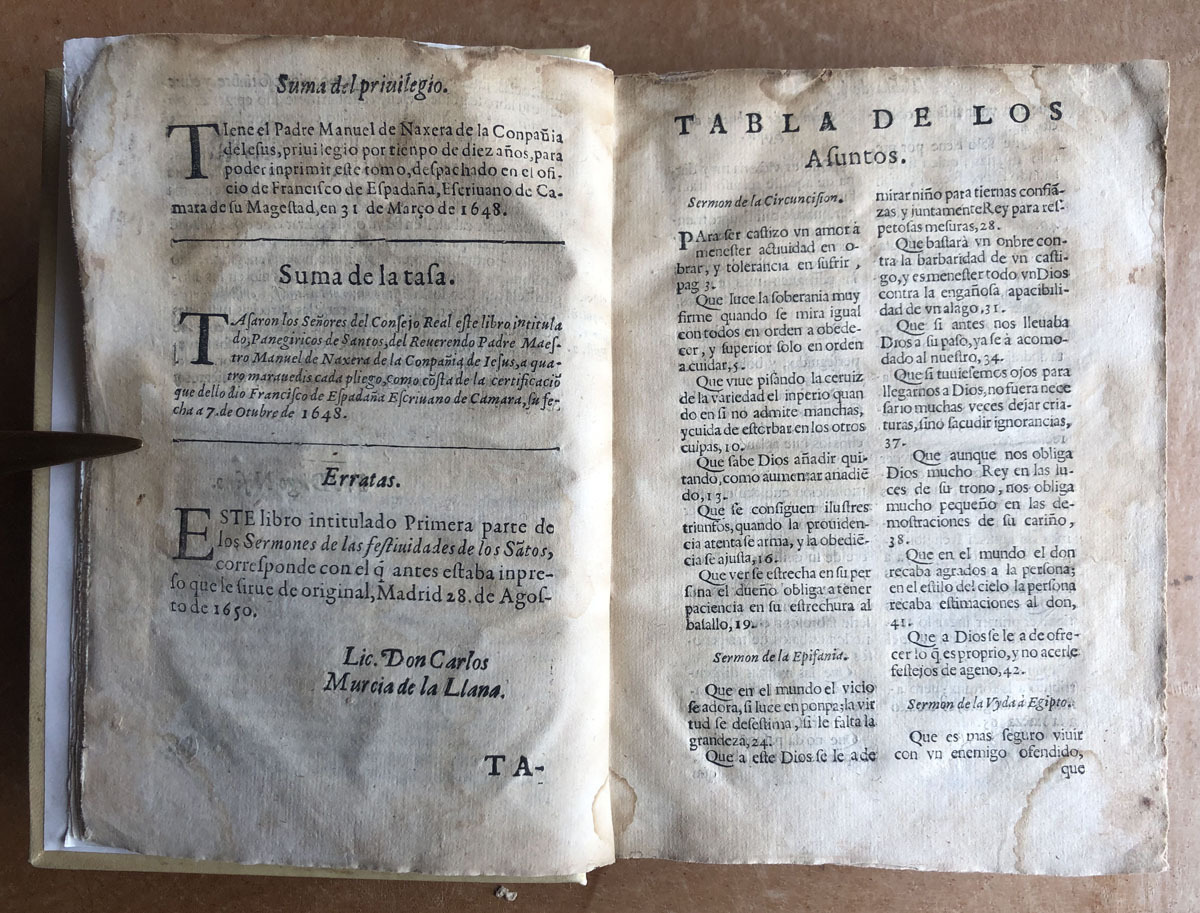 Suma del priuilegio.
TIene el Padre Manuel de Naxera de la Conpañia
de Iesus, priuilegio por tienpo de diez años, para
poder inprimir este tomo, despachado en el ofi
cio de Francisco de Espadaña, Escriuano de Ca-
mara de su Magestad, en 31 de Março de 1648.
Suma de la tasa.
TAsaron los Señores del Consejo Real este libro intitula
do, Panegiricos de Santos, del Reuerendo Padre Maes-
tro Manuel de Naxera de la Conpañia de Iesus, a qua
tro marauedis cada pliego, como cõsta de la certificaciõ
que dello dio Francisco de Espadaña Escriuano de Camara, su fe-
cha a 7. de Otubre de 1648.
Erratas.
ESTE libro intitulado Primera parte de
los Sermones de las festiuidades de los Sãtos,
corresponde con el q̃ antes estaba inpre-
so que le sirue de original, Madrid 28. de Agos-
to de 1650.
Lic. Don Carlos
Murcia de la Llana.
TA-
TABLA DE LOS
Asuntos.
Sermon de la Circuncision.
PAra ser castizo vn amor à
menester actiuidad en o-
brar, y tolerancia en sufrir,
pag 3.
Que luce la soberania muy
firme quando se mira igual
con todos en orden a obede-
cer, y superior solo en orden
a cuidar, 5.
Que viue pisando la ceruiz
de la variedad el inperio quan
do en si no admite manchas,
y cuida de estorbar en los otros
culpas, 10.
Que sabe Dios añadir qui-
tando, como aumentar añadiẽ
do, 13.
Que se consiguen ilustres
triunfos, quando la prouiden-
cia atenta se arma, y la obediẽ-
cia se ajusta, 16.
Que ver se estrecha en su per
sona el dueño obliga a tener
paciencia en su estrechura al
basallo, 19.
Sermon de la Epifania.
Que en el mundo el vicio
se adora, si luce en ponpa; la vir
tud se desestima, si le falta la
grandeza, 24.
Que a este Dios se le a de
mirar niño para tiernas confiã-
zas y juntamente Rey para res-
petosas mesuras, 28.
Que bastarà vn onbre con-
tra la barbaridad de vn casti-
go, y es menester todo vn Dios
contra la engañosa apacibili-
dad de vn alago, 31.
Que si antes nos lleuaba
Dios a su paso, ya se à acomo-
dado al nuestro, 34.
Que si tuuiesemos ojos para
llegarnos a Dios, no fuera nece
sario muchas veces dejar cria-
turas, sino sacudir ignorancias,
37.
Que aunque nos obliga
Dios mucho Rey en las lu-
ces de su trono, nos obliga
mucho pequeño en las de-
mostraciones de su cariño,
38.
Que en el mundo el don
recaba agrados a la persona;
en el estilo del cielo la persona
recaba estimaciones al don,
41.
Que a Dios se le a de ofre-
cer lo q̃ es proprio, y no acerle
festejos de ageno, 42.
Sermon de la Vyda à Egipto.
Que es mas seguro viuir
con vn enemigo ofendido,
que